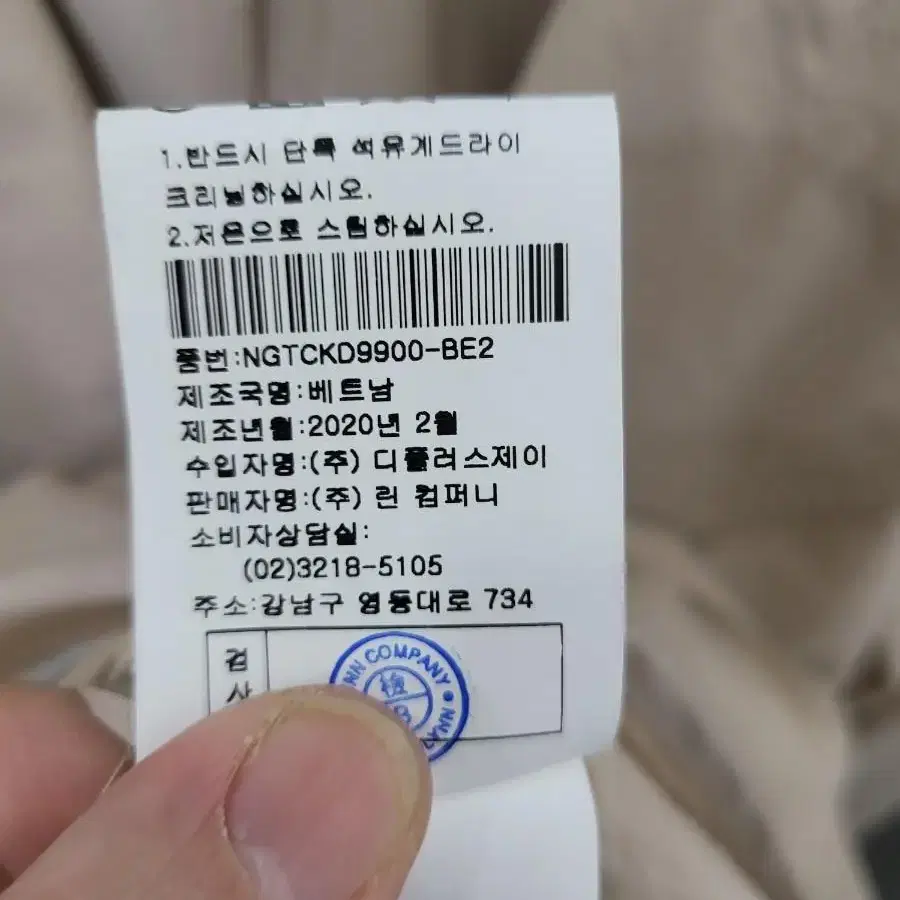 1.반드시 단독 석유계드라이
크리닝하십시오.
2.저온으로 스팀하십시오.
품번:NGTCKD9900-BE2
제조국명:베트남
제조년월:2020년 2월
수입자명:(주) 디플러스제이
판매자명:(주) 린 컴퍼니
소비자상담실:
(02)3218-5105
주소:강남구 영동대로 734
검사
NN COMPANY
檢